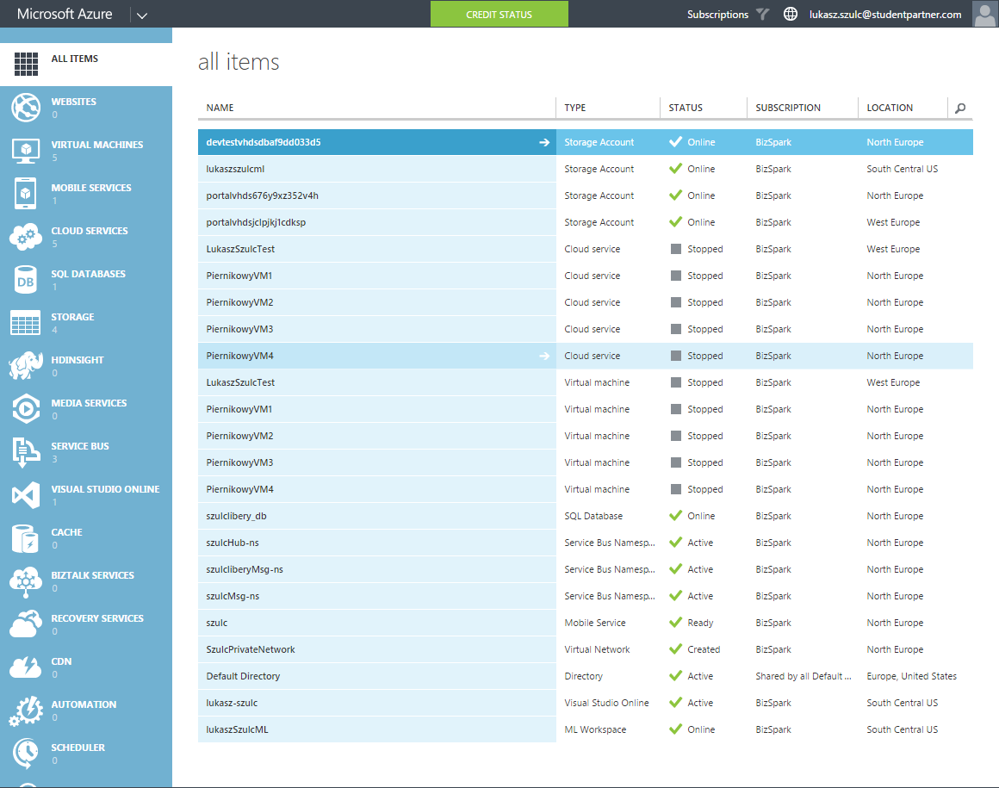 Microsoft Azure CREDIT STATUS Subscriptions lukasz.szulc@studentpartner.com
ALL ITEMS
WEBSITES
0
VIRTUAL MACHINES
5
MOBILE SERVICES
1
CLOUD SERVICES
5
SQL DATABASES
1
DB
STORAGE
4
HDINSIGHT
0
MEDIA SERVICES
0
SERVICE BUS
3
VISUAL STUDIO ONLINE
1
CACHE
0
BIZTALK SERVICES
0
RECOVERY SERVICES
0
CDN
0
AUTOMATION
0
SCHEDULER
0
all items
NAME TYPE STATUS SUBSCRIPTION LOCATION
devtestvhdsdbaf9dd033d5 Storage Account Online BizSpark North Europe
lukaszszulcml Storage Account Online BizSpark South Central US
portalvhds676y9xz352v4h Storage Account Online BizSpark North Europe
portalvhdsjclpjkj1cdksp Storage Account Online BizSpark West Europe
LukaszSzulcTest Cloud service Stopped BizSpark West Europe
PiernikowyVM1 Cloud service Stopped BizSpark North Europe
PiernikowyVM2 Cloud service Stopped BizSpark North Europe
PiernikowyVM3 Cloud service Stopped BizSpark North Europe
PiernikowyVM4 Cloud service Stopped BizSpark North Europe
LukaszSzulcTest Virtual machine Stopped BizSpark West Europe
PiernikowyVM1 Virtual machine Stopped BizSpark North Europe
PiernikowyVM2 Virtual machine Stopped BizSpark North Europe
PiernikowyVM3 Virtual machine Stopped BizSpark North Europe
PiernikowyVM4 Virtual machine Stopped BizSpark North Europe
szulclibery_db SQL Database Online BizSpark North Europe
szulcHub-ns Service Bus Namesp... Active BizSpark North Europe
szulcliberyMsg-ns Service Bus Namesp... Active BizSpark North Europe
szulcMsg-ns Service Bus Namesp... Active BizSpark North Europe
szulc Mobile Service Ready BizSpark North Europe
SzulcPrivateNetwork Virtual Network Created BizSpark North Europe
Default Directory Directory Active Shared by all Default ... Europe, United States
lukasz-szulc Visual Studio Online Active BizSpark South Central US
lukaszSzulcML ML Workspace Online BizSpark South Central US